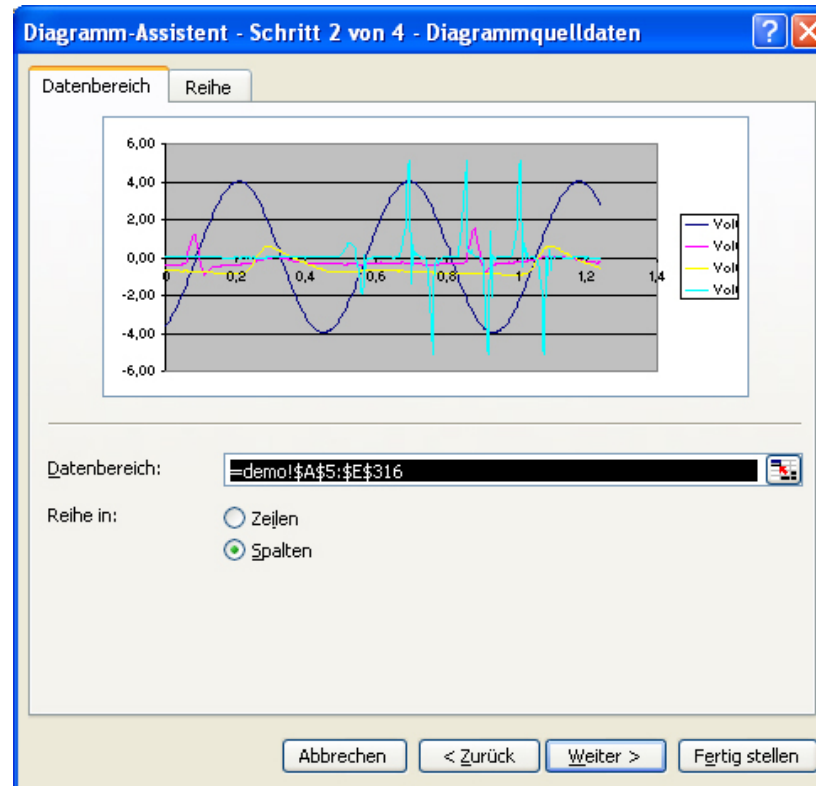 Diagramm-Assistent - Schritt 2 von 4 - Diagrammquelldaten
Datenbereich Reihe
6,00
4,00
2,00
0,00
-2,00
-4,00
-6,00
0 0,2 0,4 0,6 0,8 1 1,2 1,4
Volt
Volt
Volt
Volt
Datenbereich: =demo!$A$5:$E$316
Reihe in: Zeilen
Spalten
Abbrechen < Zurück Weiter > Fertig stellen